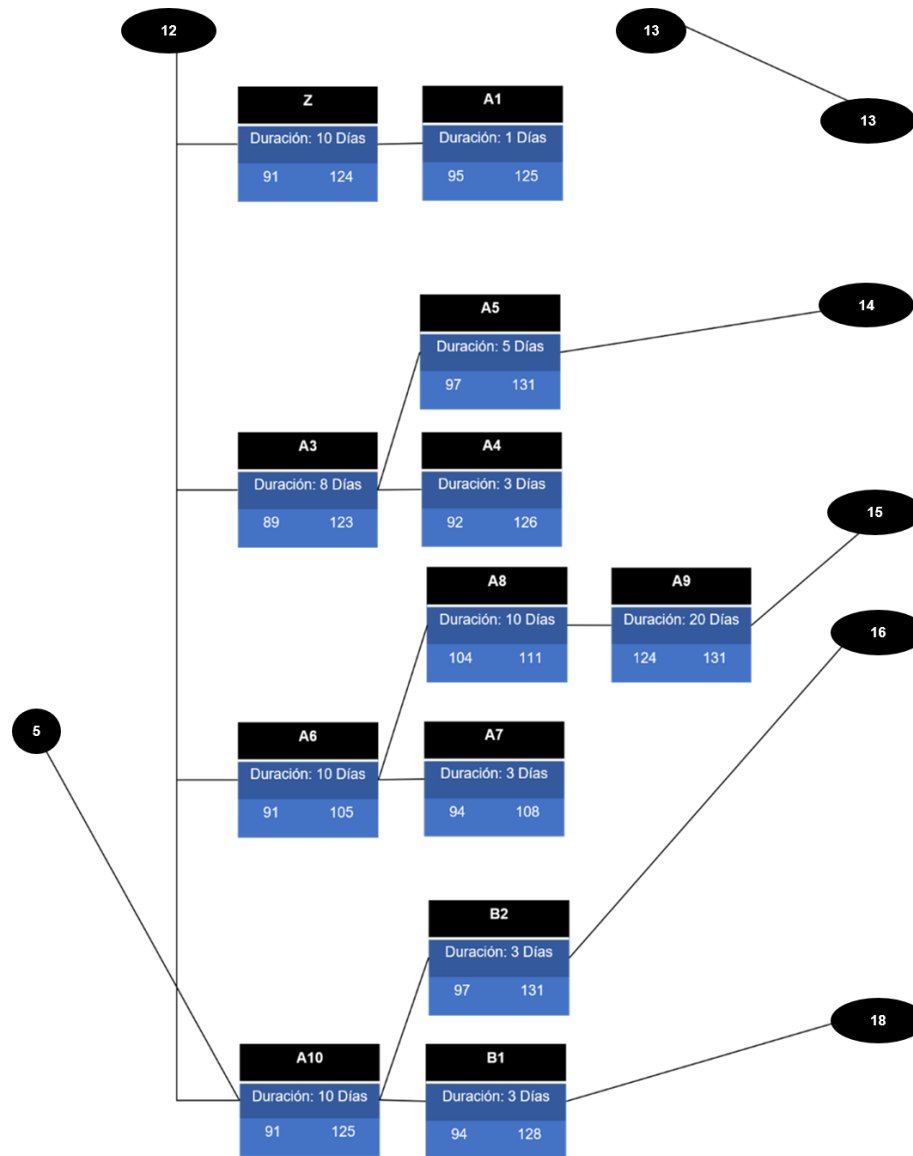 12
13
13
Z
Duración: 10 Días
91 124
A1
Duración: 1 Días
95 125
A5
Duración: 5 Días
97 131
14
A3
Duración: 8 Días
89 123
A4
Duración: 3 Días
92 126
15
A8
Duración: 10 Días
104 111
A9
Duración: 20 Días
124 131
16
5
A6
Duración: 10 Días
91 105
A7
Duración: 3 Días
94 108
B2
Duración: 3 Días
97 131
18
A10
Duración: 10 Días
91 125
B1
Duración: 3 Días
94 128